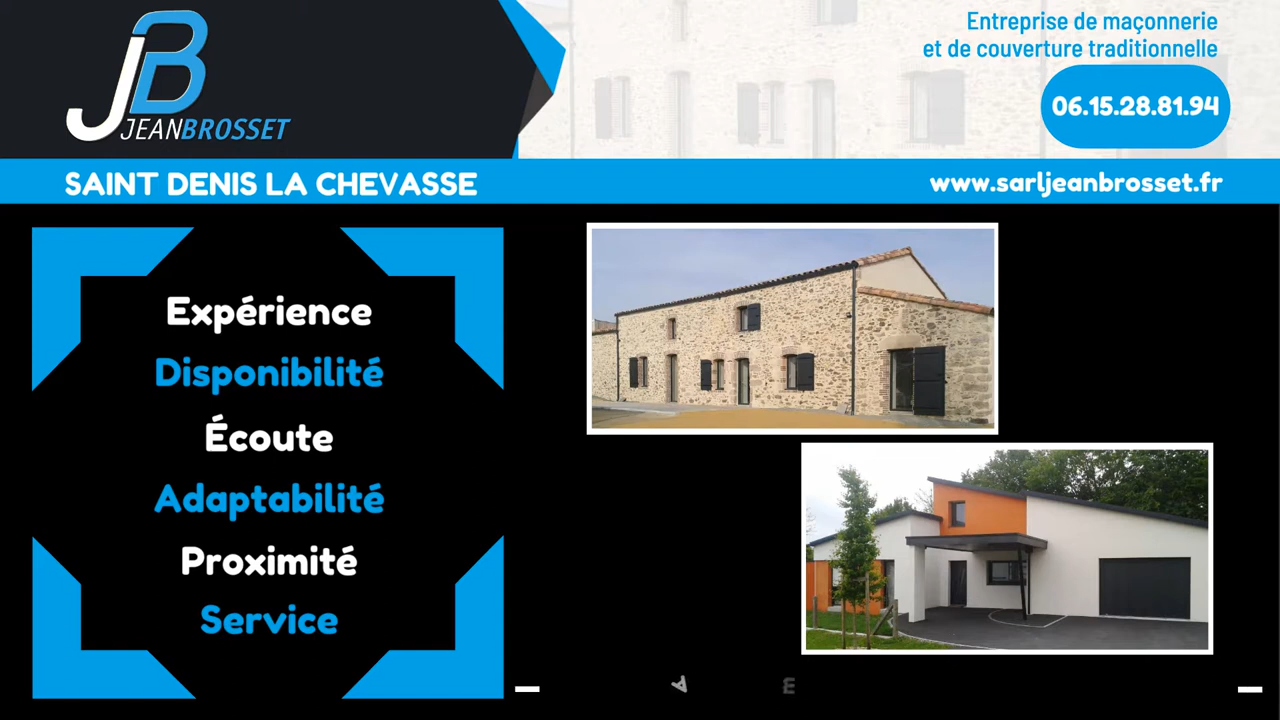 JB
JEANBROSSET
Entreprise de maçonnerie
et de couverture traditionnelle
06.15.28.81.94
SAINT DENIS LA CHEVASSE
www.sarljeanbrosset.fr
Expérience
Disponibilité
Écoute
Adaptabilité
Proximité
Service